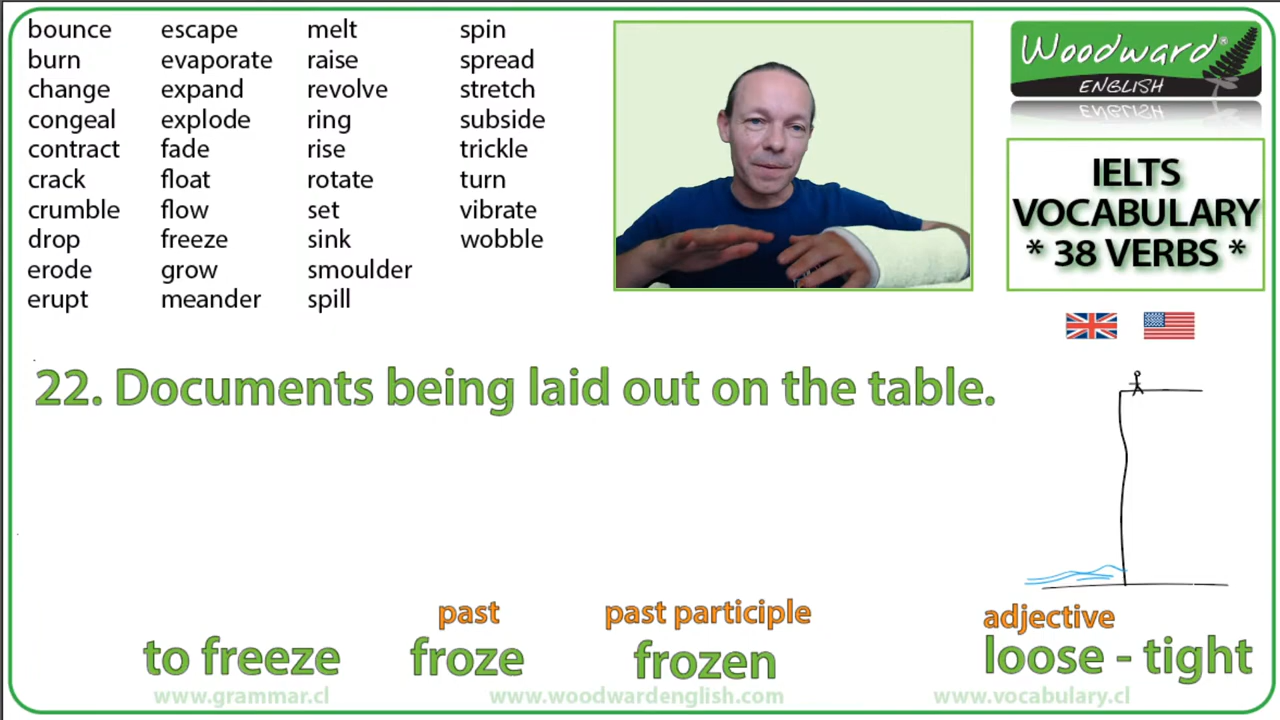 bounce escape melt spin
burn evaporate raise spread
change expand revolve stretch
congeal explode ring subside
contract fade rise trickle
crack float rotate turn
crumble flow set vibrate
drop freeze sink wobble
erode grow smoulder
erupt meander spill
Woodward®
ENGLISH
IELTS
VOCABULARY
* 38 VERBS *
22. Documents being laid out on the table.
past past participle adjective
to freeze froze frozen loose - tight
www.grammar.cl www.woodwardenglish.com www.vocabulary.cl